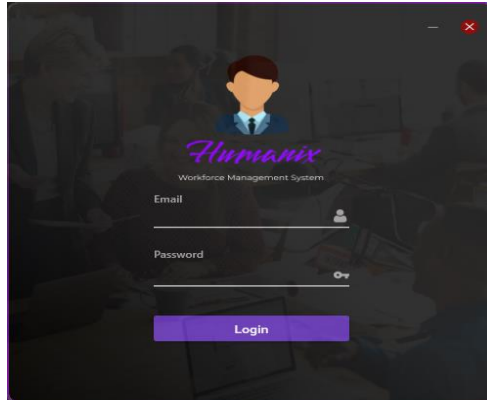 Humanix
Workforce Management System
Email
Password
Login